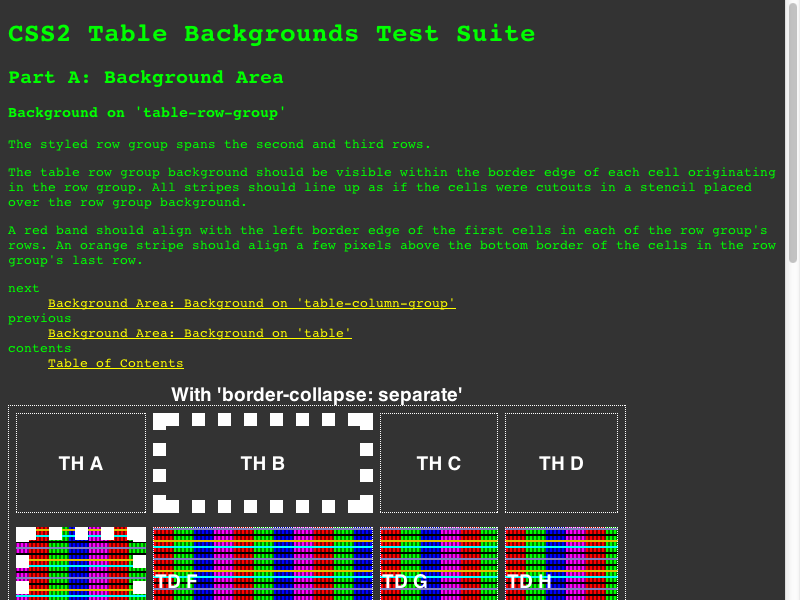 CSS2 Table Backgrounds Test Suite
Part A: Background Area
Background on 'table-row-group'
The styled row group spans the second and third rows.
The table row group background should be visible within the border edge of each cell originating
in the row group. All stripes should line up as if the cells were cutouts in a stencil placed
over the row group background.
A red band should align with the left border edge of the first cells in each of the row group's
rows. An orange stripe should align a few pixels above the bottom border of the cells in the row
group's last row.
next
Background Area: Background on 'table-column-group'
previous
Background Area: Background on 'table'
contents
Table of Contents
With 'border-collapse: separate'
TH A
TH B
TH C
TH D
TD F
TD G
TD H